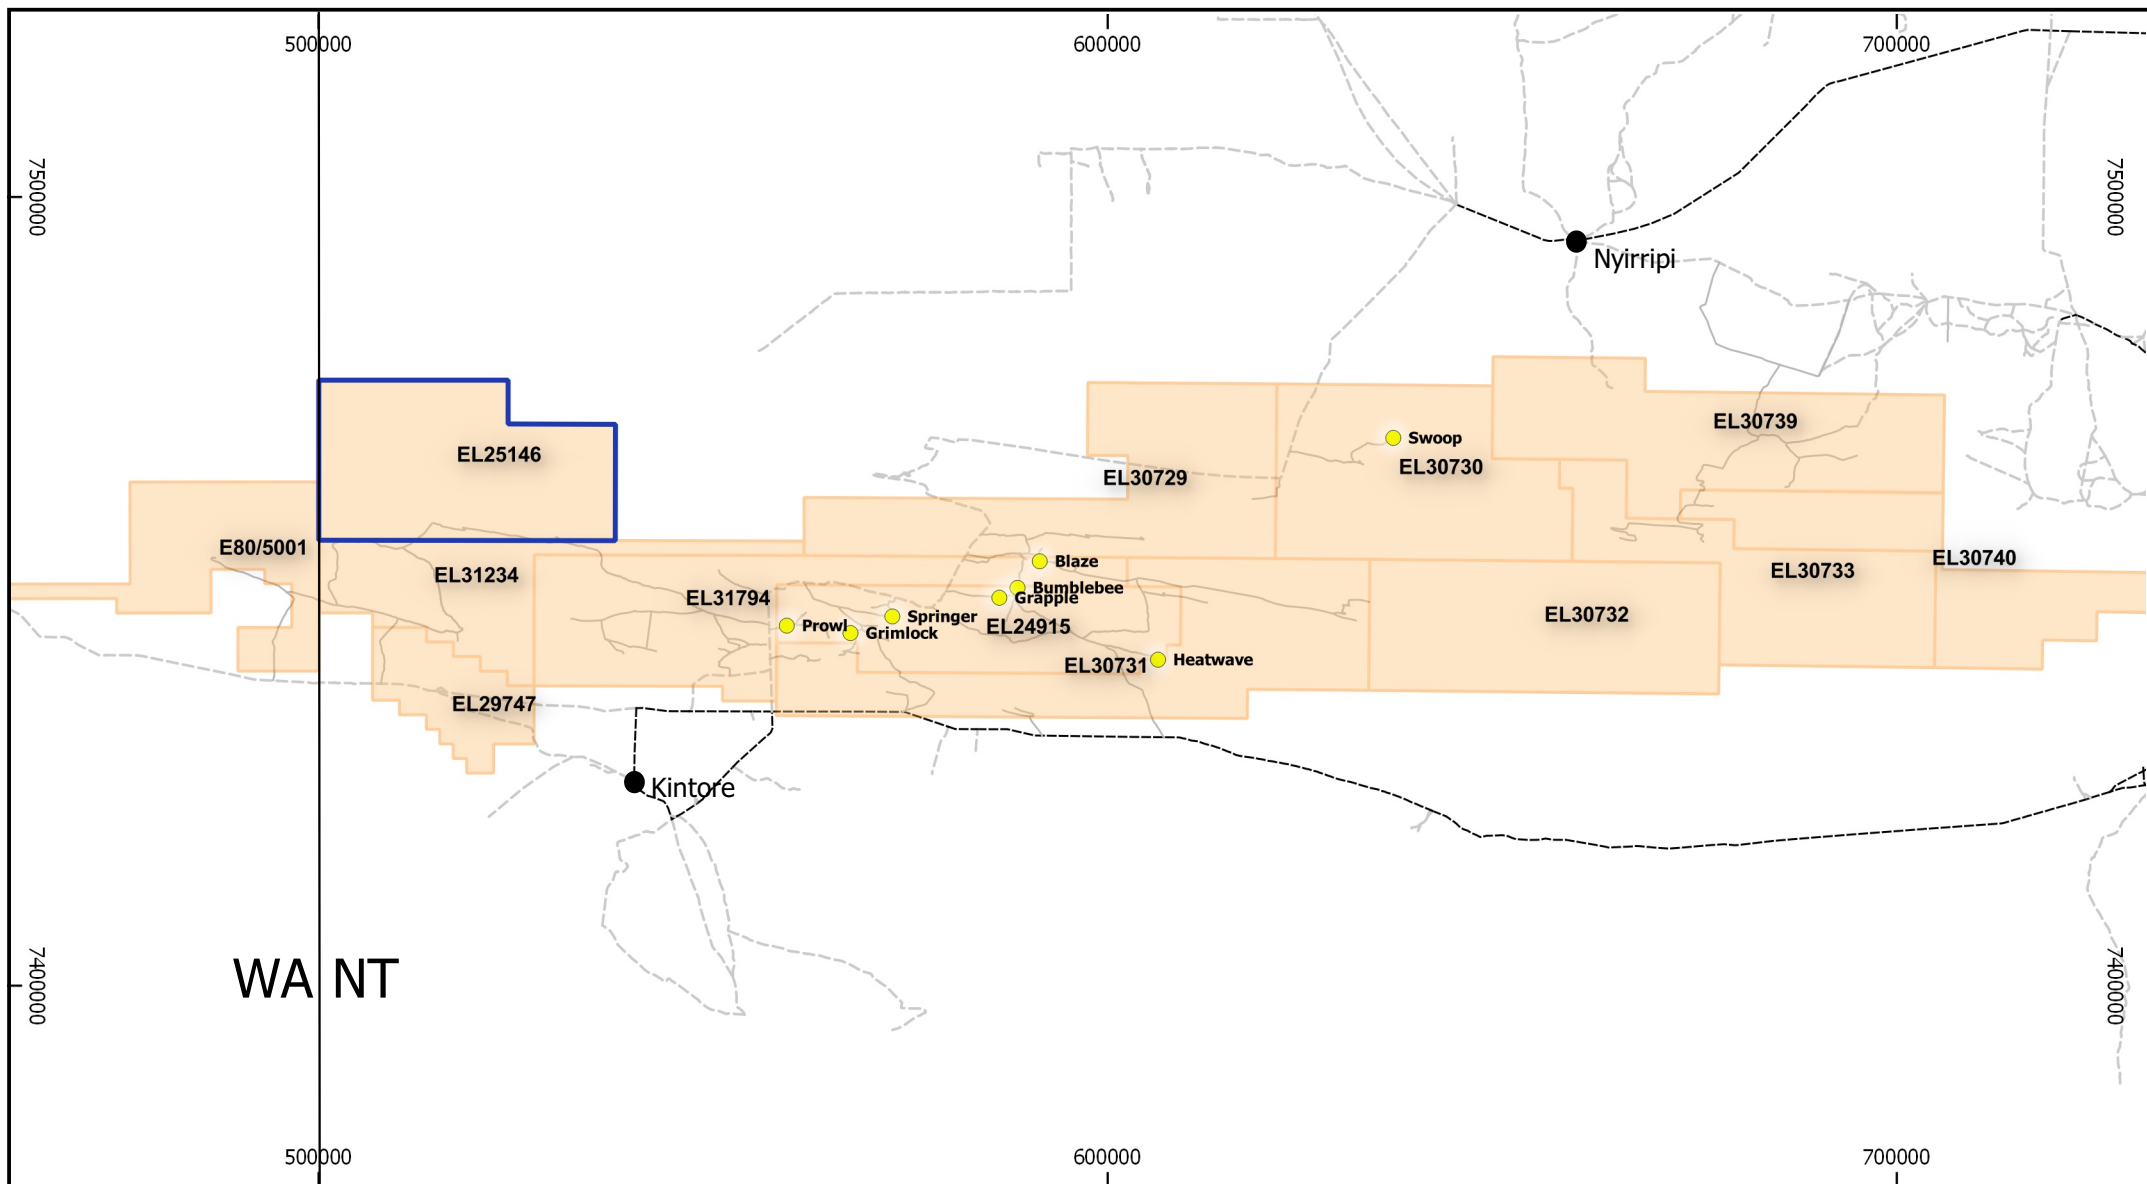 500000
600000
700000
7500000
7500000
Nyirripi
EL25146
EL30739
Swoop
EL30730
EL30729
E80/5001
EL31234
Blaze
EL30740
EL30733
Bumblebee
Grapple
EL31794
Springer
EL30732
Prowl
Grimlock
EL24915
EL30731
Heatwave
EL29747
Kintore
WA NT
7400000
7400000
500000
600000
700000